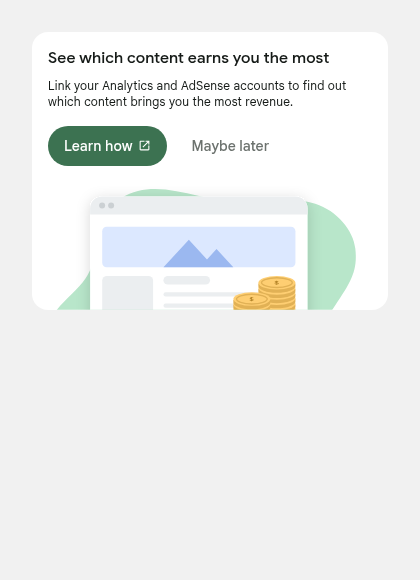 See which content earns you the most
Link your Analytics and AdSense accounts to find out
which content brings you the most revenue.
Learn how
Maybe later
$
$